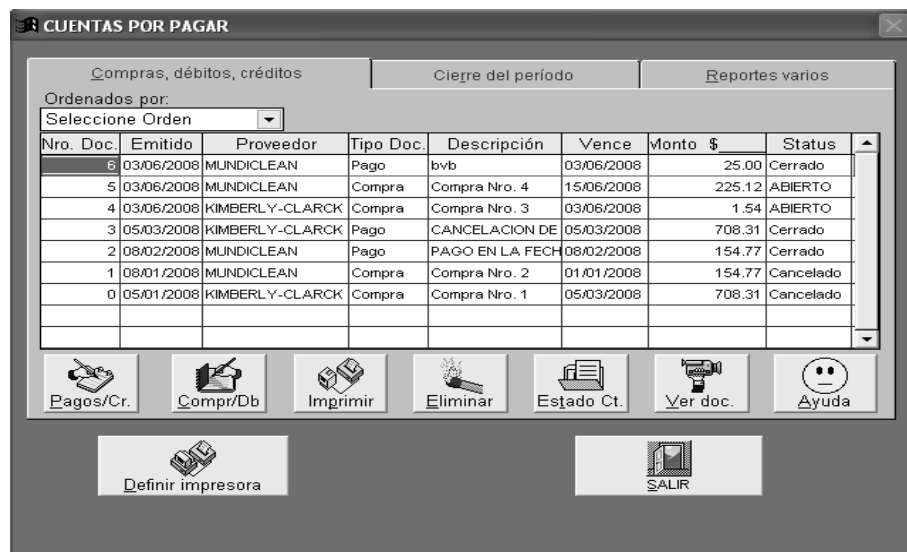 CUENTAS POR PAGAR
Compras, débitos, créditos Cierre del período Reportes varios
Ordenados por:
Seleccione Orden
Nro. Doc. Emitido Proveedor Tipo Doc. Descripción Vence Monto $ Status
6 03/06/2008 MUNDICLEAN Pago bvb 03/06/2008 25.00 Cerrado
5 03/06/2008 MUNDICLEAN Compra Compra Nro. 4 15/06/2008 225.12 ABIERTO
4 03/06/2008 KIMBERLY-CLARCK Compra Compra Nro. 3 03/06/2008 1.54 ABIERTO
3 05/03/2008 KIMBERLY-CLARCK Pago CANCELACION DE 05/03/2008 708.31 Cerrado
2 08/02/2008 MUNDICLEAN Pago PAGO EN LA FECH 08/02/2008 154.77 Cerrado
1 08/01/2008 MUNDICLEAN Compra Compra Nro. 2 01/01/2008 154.77 Cancelado
0 05/01/2008 KIMBERLY-CLARCK Compra Compra Nro. 1 05/03/2008 708.31 Cancelado
Pagos/Cr. Compr/Db Imprimir Eliminar Estado Ct. Ver doc. Ayuda
Definir impresora SALIR